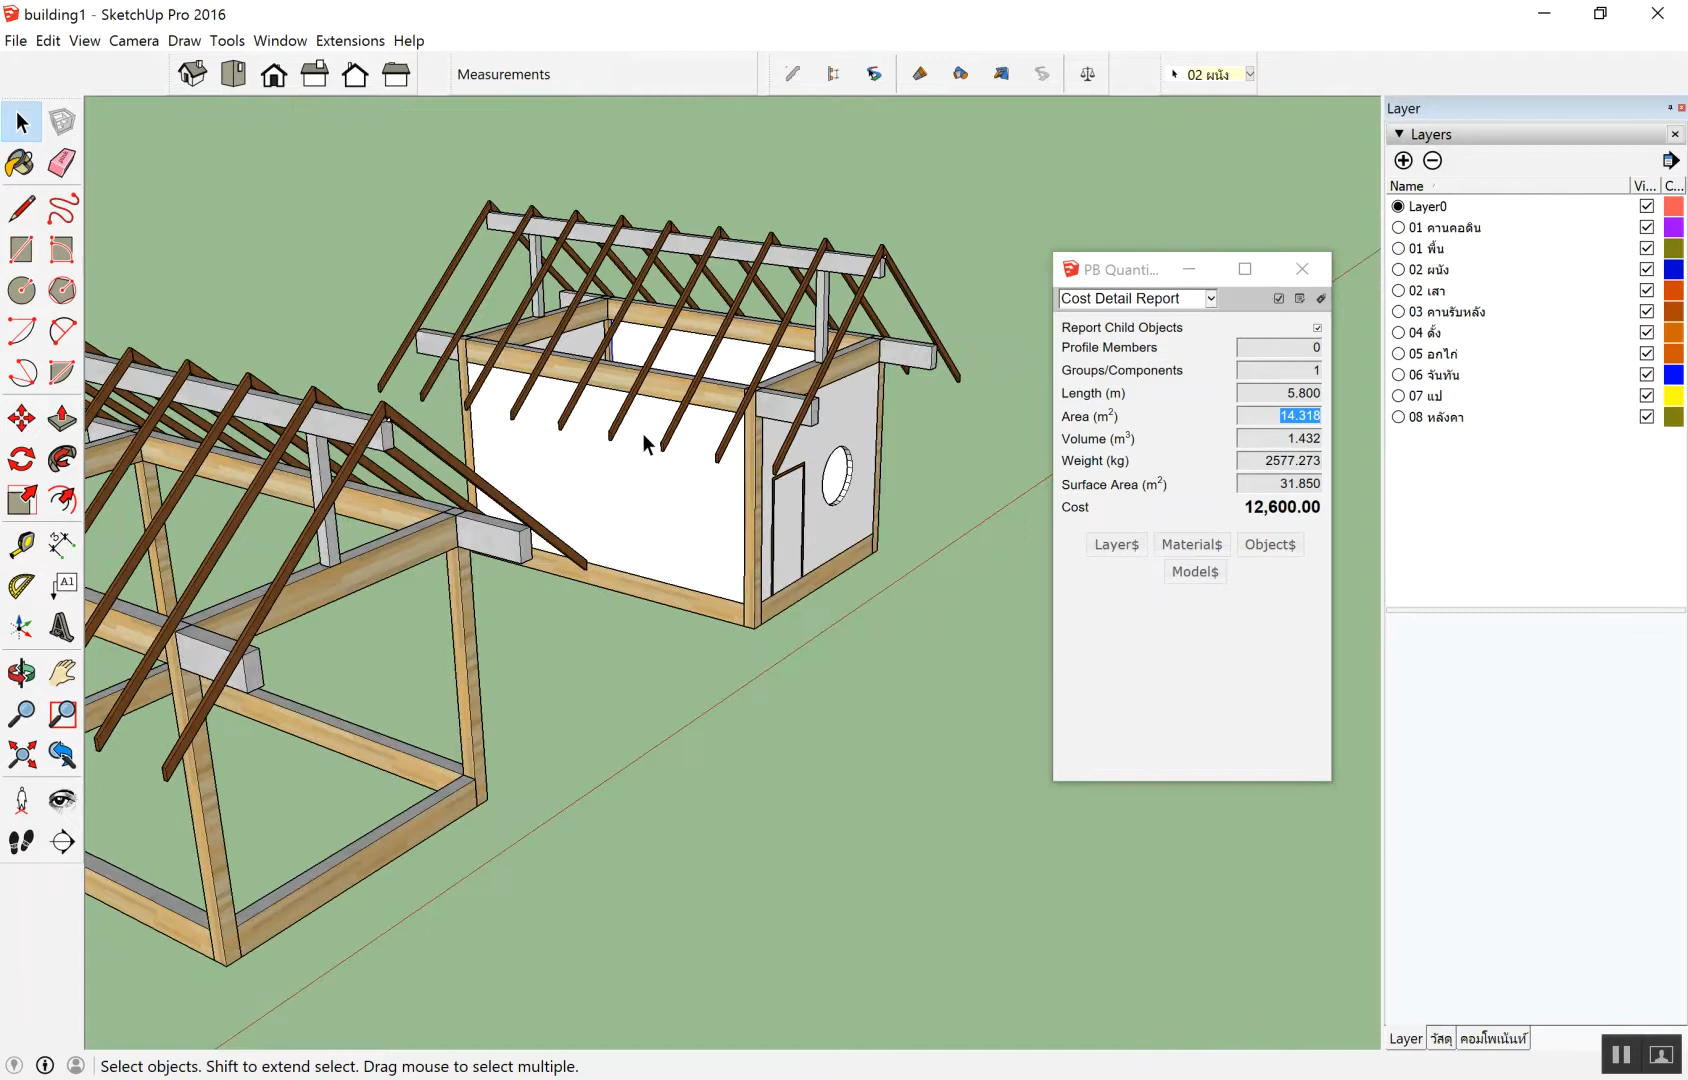 building1 - SketchUp Pro 2016
File Edit View Camera Draw Tools Window Extensions Help
Measurements
02 ผนัง
Layer
Layers
Name Vi... C...
Layer0
01 คานคอดิน
01 พื้น
02 ผนัง
02 เสา
03 คานรับหลัง
04 ดั้ง
05 อกไก่
06 จันทัน
07 แป
08 หลังคา
PB Quanti...
Cost Detail Report
Report Child Objects
Profile Members 0
Groups/Components 1
Length (m) 5.800
Area (m²) 14.318
Volume (m³) 1.432
Weight (kg) 2577.273
Surface Area (m²) 31.850
Cost 12,600.00
Layer$ Material$ Object$
Model$
A1
Layer วัสดุ คอมโพเน้นท์
Select objects. Shift to extend select. Drag mouse to select multiple.